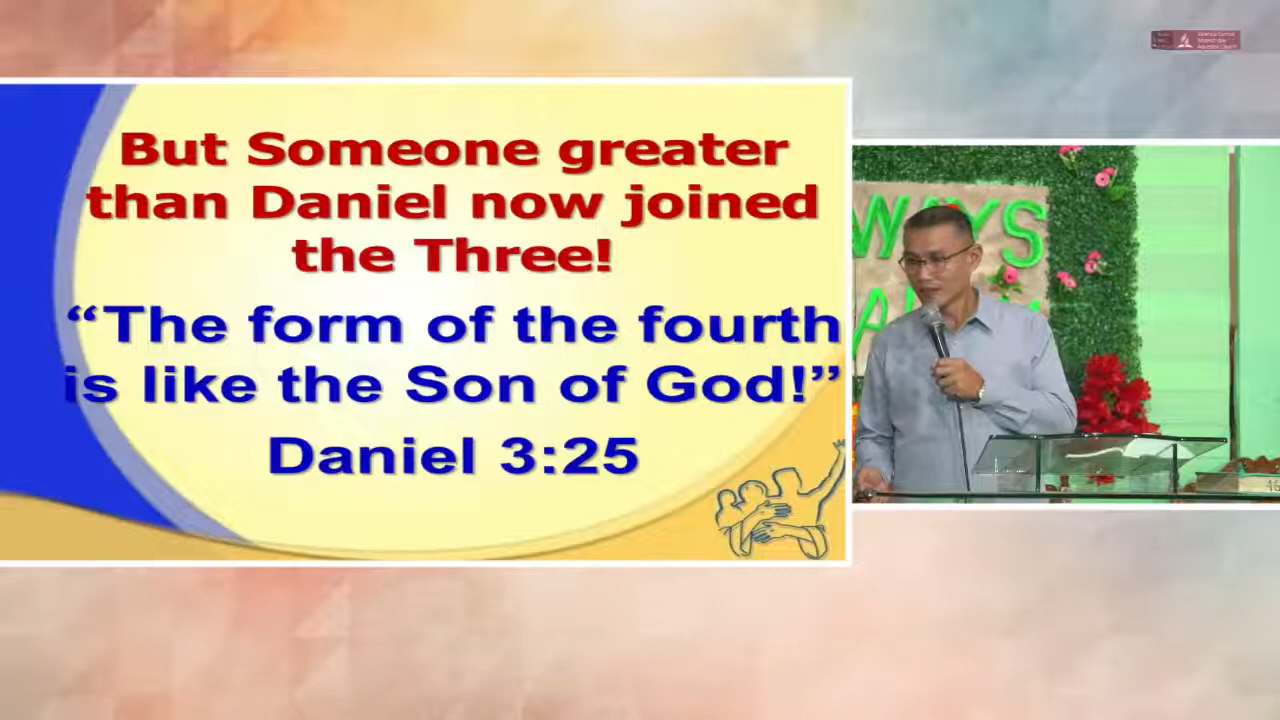 But Someone greater
than Daniel now joined
the Three!
“The form of the fourth
is like the Son of God!”
Daniel 3:25
WAYS